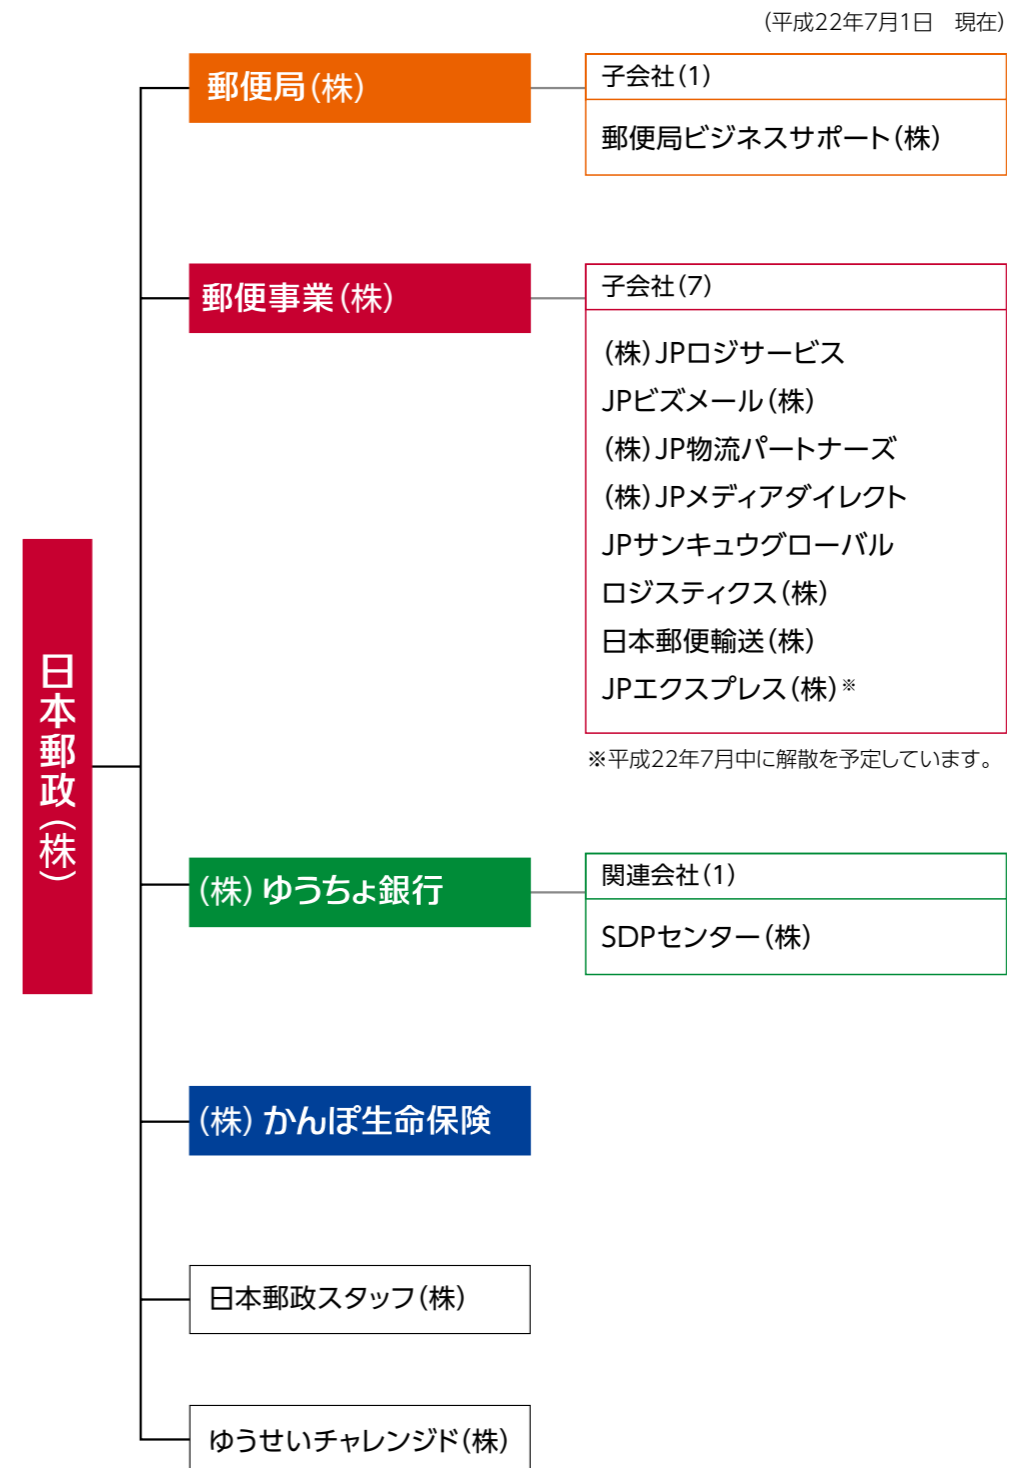 (平成22年7月1日　現在)
郵便局(株)
子会社(1)
郵便局ビジネスサポート(株)
郵便事業(株)
子会社(7)
(株)JPロジサービス
JPビズメール(株)
(株)JP物流パートナーズ
(株)JPメディアダイレクト
JPサンキュウグローバル
ロジスティクス(株)
日本郵便輸送(株)
JPエクスプレス(株)※
※平成22年7月中に解散を予定しています。
日本郵政(株)
(株)ゆうちょ銀行
関連会社(1)
SDPセンター(株)
(株)かんぽ生命保険
日本郵政スタッフ(株)
ゆうせいチャレンジド(株)